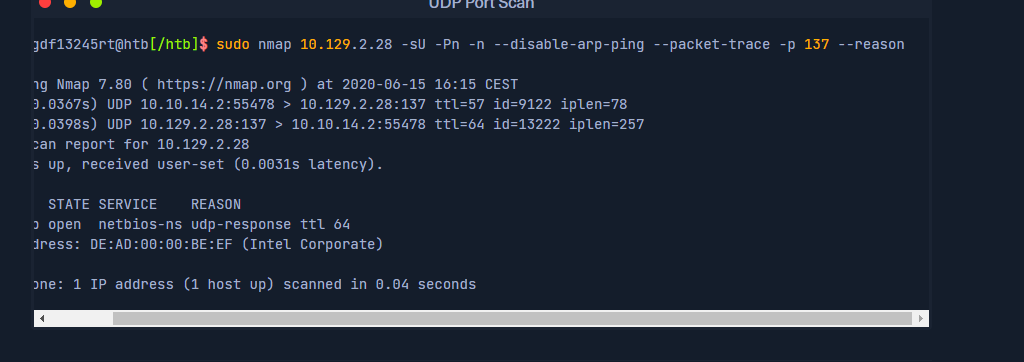 UDP Port Scan
gdf13245rt@htb[/htb]$ sudo nmap 10.129.2.28 -sU -Pn -n --disable-arp-ping --packet-trace -p 137 --reason
ng Nmap 7.80 ( https://nmap.org ) at 2020-06-15 16:15 CEST
0.0367s) UDP 10.10.14.2:55478 > 10.129.2.28:137 ttl=57 id=9122 iplen=78
0.0398s) UDP 10.129.2.28:137 > 10.10.14.2:55478 ttl=64 id=13222 iplen=257
can report for 10.129.2.28
s up, received user-set (0.0031s latency).
STATE SERVICE    REASON
p open  netbios-ns udp-response ttl 64
dress: DE:AD:00:00:BE:EF (Intel Corporate)
one: 1 IP address (1 host up) scanned in 0.04 seconds